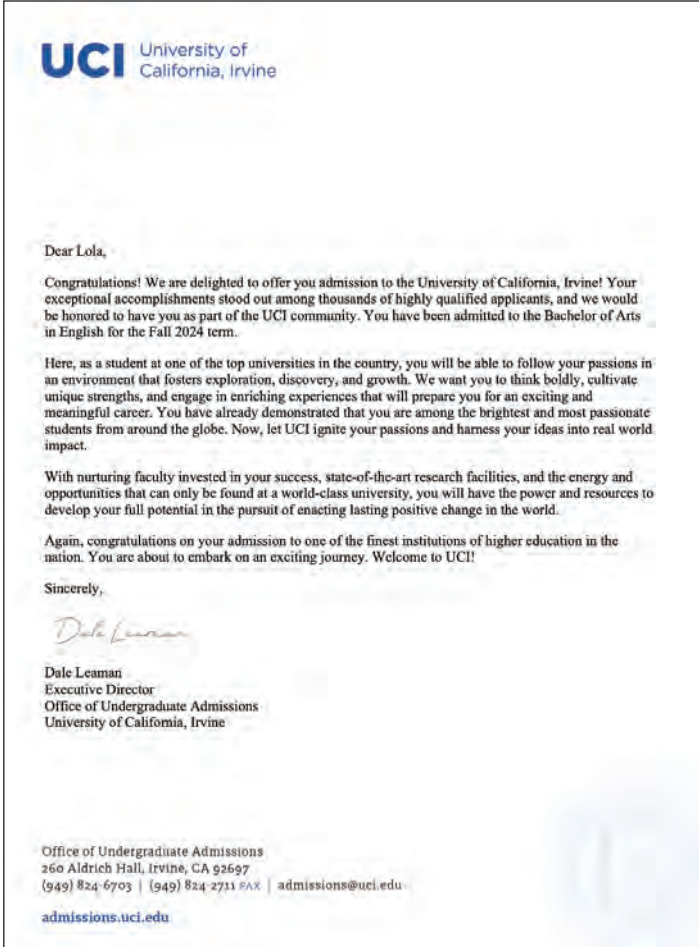 UCI University of
California, Irvine
Dear Lola,
Congratulations! We are delighted to offer you admission to the University of California, Irvine! Your
exceptional accomplishments stood out among thousands of highly qualified applicants, and we would
be honored to have you as part of the UCI community. You have been admitted to the Bachelor of Arts
in English for the Fall 2024 term.
Here, as a student at one of the top universities in the country, you will be able to follow your passions in
an environment that fosters exploration, discovery, and growth. We want you to think boldly, cultivate
unique strengths, and engage in enriching experiences that will prepare you for an exciting and
meaningful career. You have already demonstrated that you are among the brightest and most passionate
students from around the globe. Now, let UCI ignite your passions and harness your ideas into real world
impact.
With nurturing faculty invested in your success, state-of-the-art research facilities, and the energy and
opportunities that can only be found at a world-class university, you will have the power and resources to
develop your full potential in the pursuit of enacting lasting positive change in the world.
Again, congratulations on your admission to one of the finest institutions of higher education in the
nation. You are about to embark on an exciting journey. Welcome to UCI!
Sincerely,
Dale Leaman
Dale Leaman
Executive Director
Office of Undergraduate Admissions
University of California, Irvine
Office of Undergraduate Admissions
260 Aldrich Hall, Irvine, CA 92697
(949) 824-6703 | (949) 824-2711 FAX | admissions@uci.edu
admissions.uci.edu